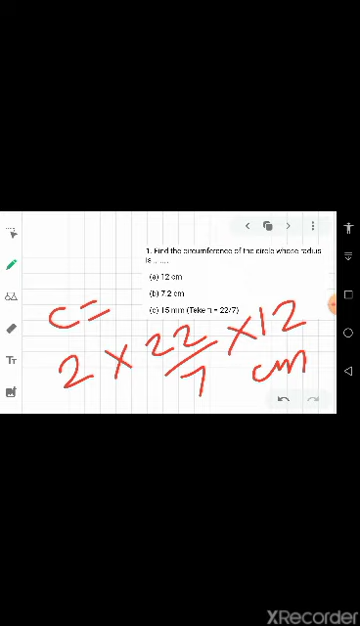 1. Find the circumference of the circle whose radius
is .....
(a) 12 cm
(b) 7.2 cm
(c) 15 mm (Take π = 22/7)
C =
2 × 22/7 × 12 cm
Tт
XRecorder